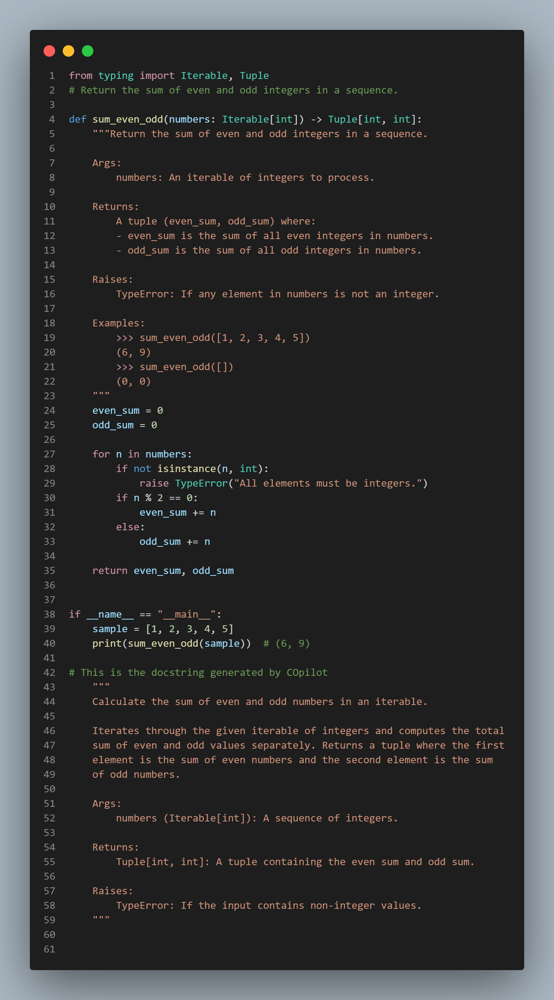 1 from typing import Iterable, Tuple
2 # Return the sum of even and odd integers in a sequence.
3
4 def sum_even_odd(numbers: Iterable[int]) -> Tuple[int, int]:
5     """Return the sum of even and odd integers in a sequence.
6
7     Args:
8         numbers: An iterable of integers to process.
9
10     Returns:
11         A tuple (even_sum, odd_sum) where:
12         - even_sum is the sum of all even integers in numbers.
13         - odd_sum is the sum of all odd integers in numbers.
14
15     Raises:
16         TypeError: If any element in numbers is not an integer.
17
18     Examples:
19         >>> sum_even_odd([1, 2, 3, 4, 5])
20         (6, 9)
21         >>> sum_even_odd([])
22         (0, 0)
23     """
24     even_sum = 0
25     odd_sum = 0
26
27     for n in numbers:
28         if not isinstance(n, int):
29             raise TypeError("All elements must be integers.")
30         if n % 2 == 0:
31             even_sum += n
32         else:
33             odd_sum += n
34
35     return even_sum, odd_sum
36
37
38 if __name__ == "__main__":
39     sample = [1, 2, 3, 4, 5]
40     print(sum_even_odd(sample))  # (6, 9)
41
42 # This is the docstring generated by COpilot
43     """
44     Calculate the sum of even and odd numbers in an iterable.
45
46     Iterates through the given iterable of integers and computes the total
47     sum of even and odd values separately. Returns a tuple where the first
48     element is the sum of even numbers and the second element is the sum
49     of odd numbers.
50
51     Args:
52         numbers (Iterable[int]): A sequence of integers.
53
54     Returns:
55         Tuple[int, int]: A tuple containing the even sum and odd sum.
56
57     Raises:
58         TypeError: If the input contains non-integer values.
59     """
60
61